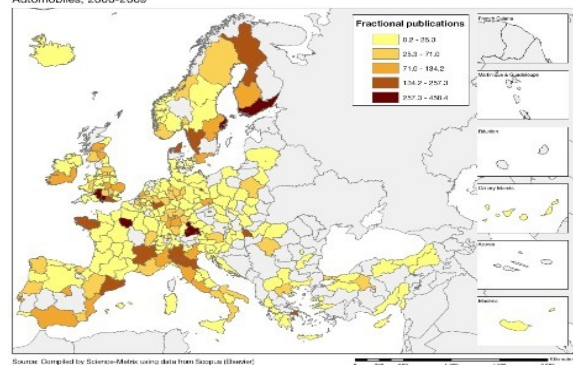 Automobiles, 2000-2009
Fractional publications
0.2 - 25.3
25.3 - 71.0
71.0 - 134.2
134.2 - 257.3
257.3 - 458.4
French Guiana
Martinique & Guadeloupe
Réunion
Canary Islands
Azores
Madeira
Source: Compiled by Science-Metrix using data from Scopus (Elsevier)